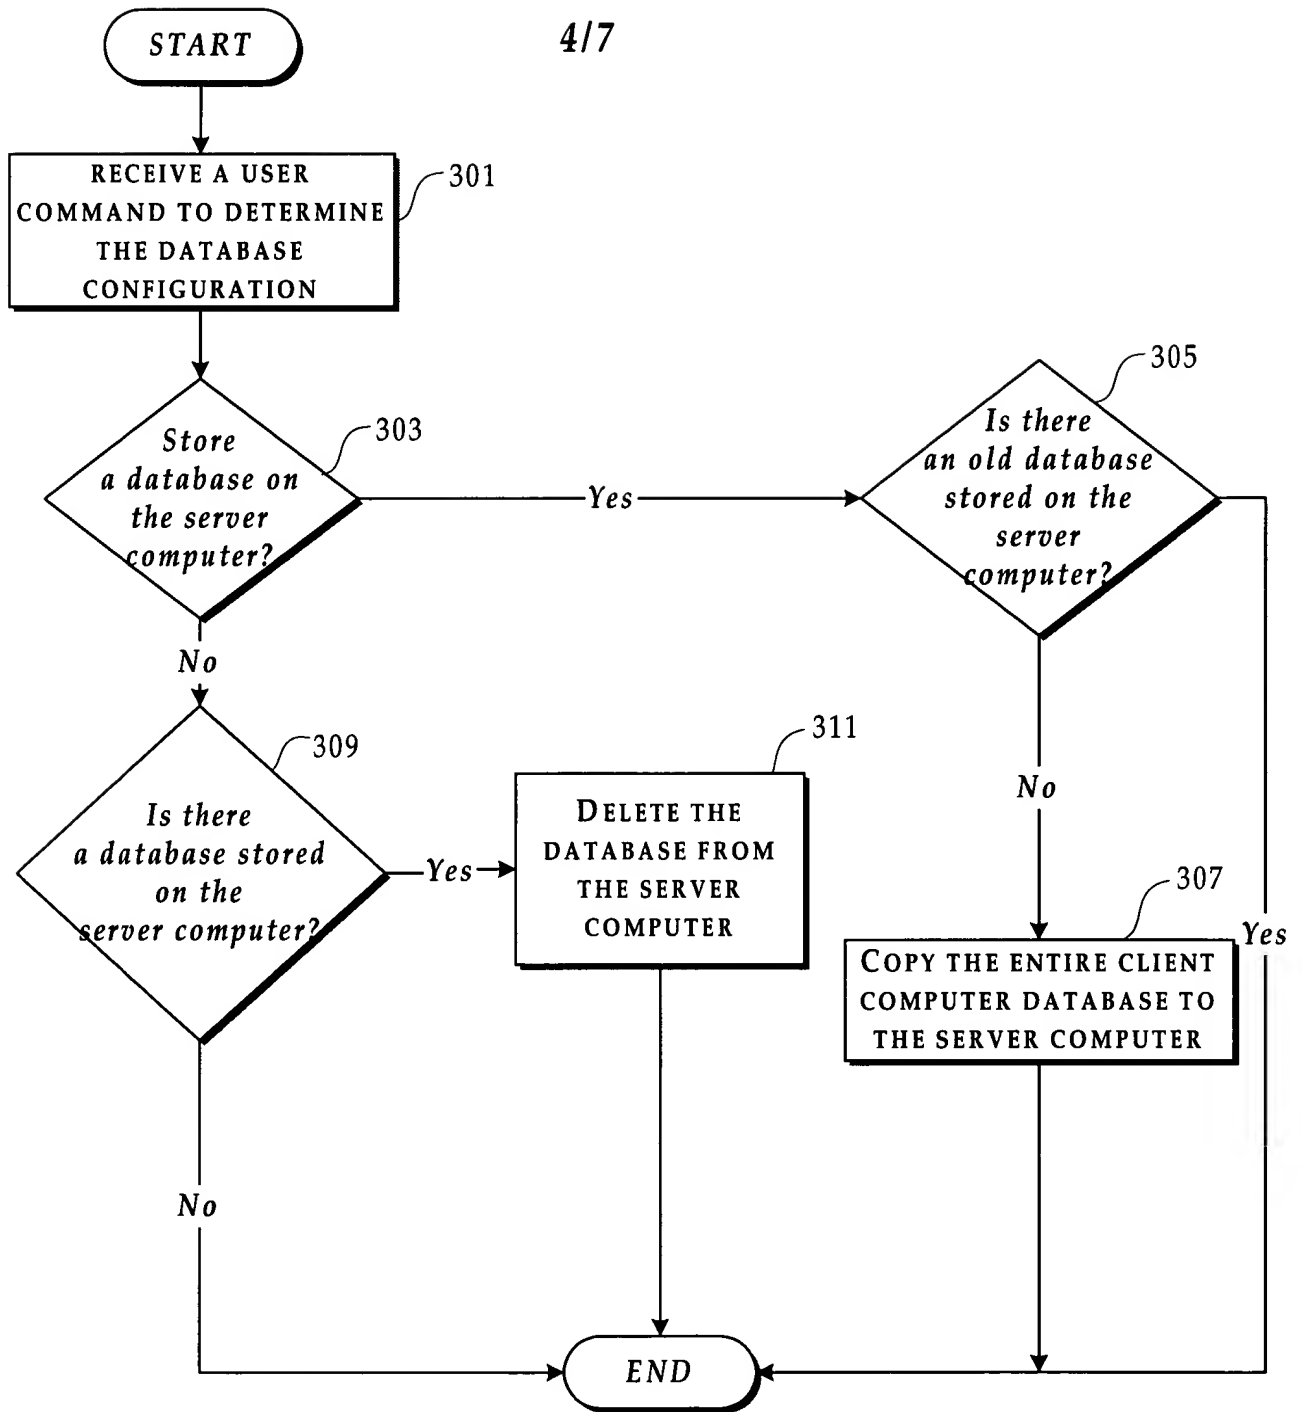 4/7
START
RECEIVE A USER
COMMAND TO DETERMINE
THE DATABASE
CONFIGURATION
301
Store
a database on
the server
computer?
303
Yes
Is there
an old database
stored on the
server
computer?
305
No
No
Is there
a database stored
on the
server computer?
309
Yes
DELETE THE
DATABASE FROM
THE SERVER
COMPUTER
311
COPY THE ENTIRE CLIENT
COMPUTER DATABASE TO
THE SERVER COMPUTER
307
Yes
No
END